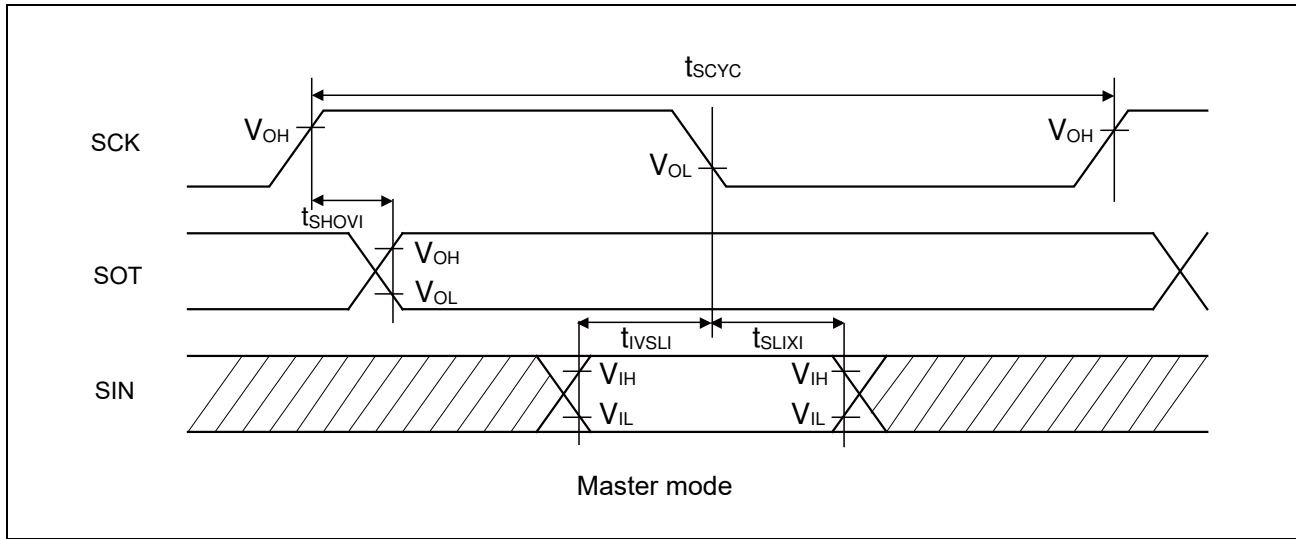 tSCYC
SCK
VOH
VOH
VOL
tSHOVI
SOT
VOH
VOL
tIVSLI
tSLIXI
SIN
VIH
VIH
VIL
VIL
Master mode